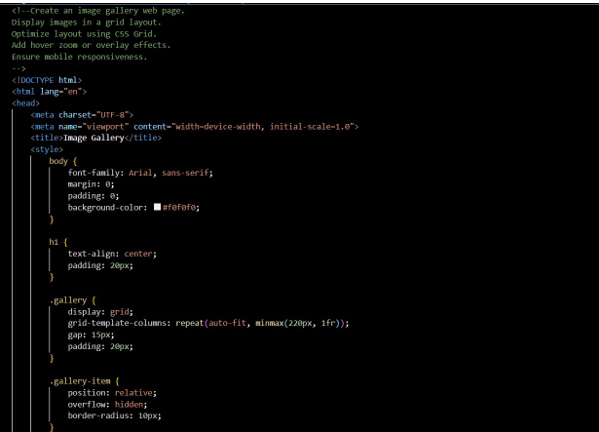 <!--Create an image gallery web page.
Display images in a grid layout.
Optimize layout using CSS Grid.
Add hover zoom or overlay effects.
Ensure mobile responsiveness.
-->
<!DOCTYPE html>
<html lang="en">
<head>
<meta charset="UTF-8">
<meta name="viewport" content="width=device-width, initial-scale=1.0">
<title>Image Gallery</title>
<style>
body {
font-family: Arial, sans-serif;
margin: 0;
padding: 0;
background-color: #f0f0f0;
}
h1 {
text-align: center;
padding: 20px;
}
.gallery {
display: grid;
grid-template-columns: repeat(auto-fit, minmax(220px, 1fr));
gap: 15px;
padding: 20px;
}
.gallery-item {
position: relative;
overflow: hidden;
border-radius: 10px;
}